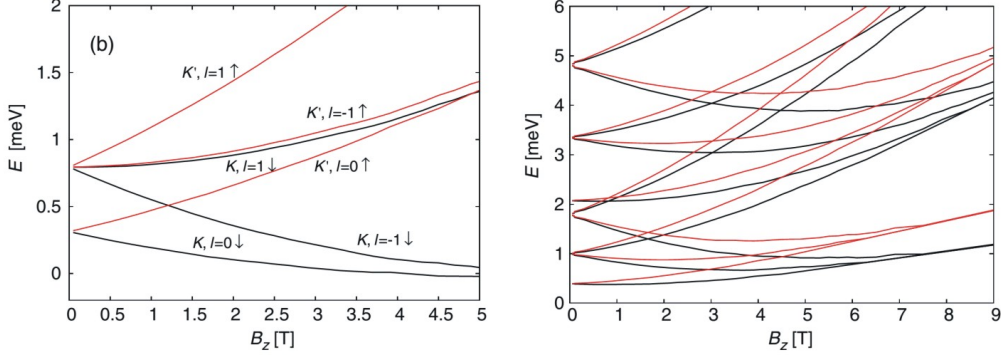 2
1.5
1
0.5
0
E [meV]
(b)
K', l=1↑
K', l=-1↑
K, l=1↓
K', l=0↑
K, l=0↓
K, l=-1↓
0 0.5 1 1.5 2 2.5 3 3.5 4 4.5 5
B_z [T]
6
5
4
3
2
1
0
E [meV]
0 1 2 3 4 5 6 7 8 9
B_z [T]